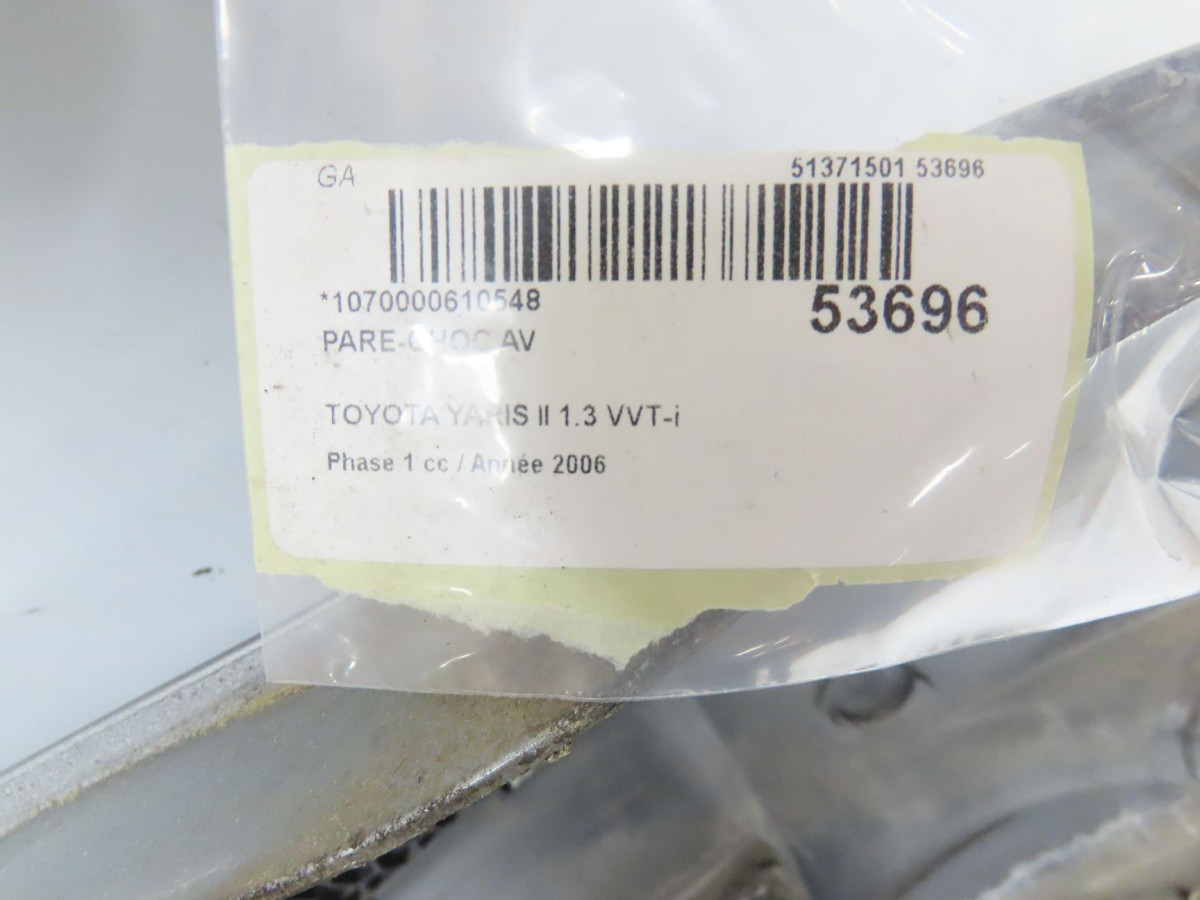 GA
51371501 53696
*1070000610548
53696
PARE-CHOC AV
TOYOTA YARIS II 1.3 VVT-i
Phase 1 cc / Année 2006